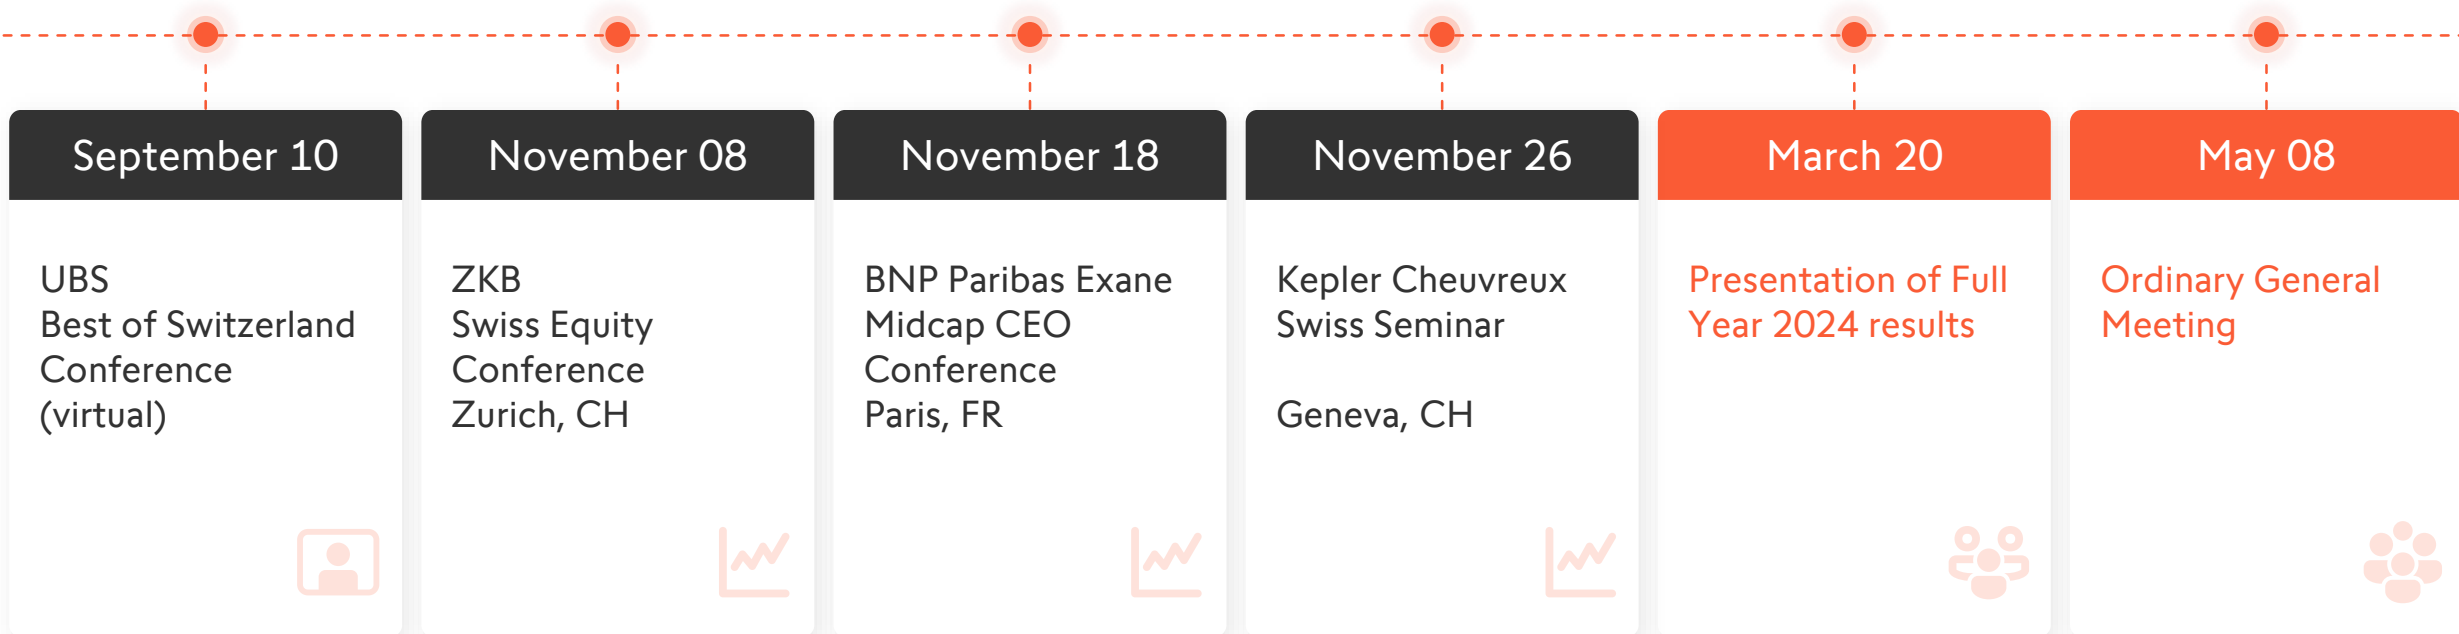 September 10
UBS
Best of Switzerland
Conference
(virtual)
November 08
ZKB
Swiss Equity
Conference
Zurich, CH
November 18
BNP Paribas Exane
Midcap CEO
Conference
Paris, FR
November 26
Kepler Cheuvreux
Swiss Seminar
Geneva, CH
March 20
Presentation of Full
Year 2024 results
May 08
Ordinary General
Meeting